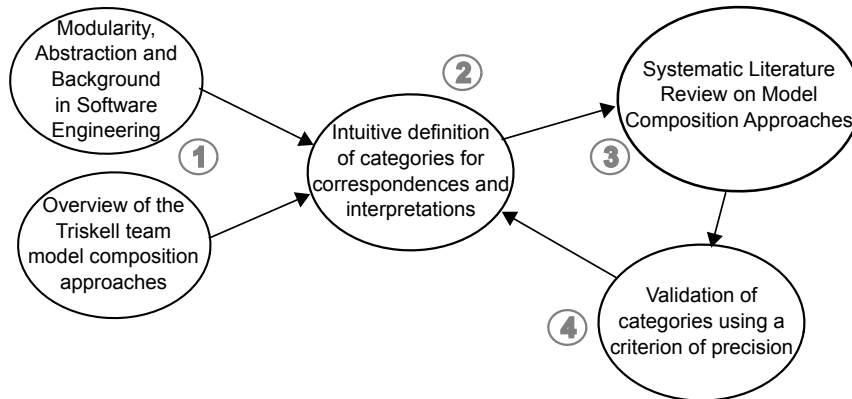 Modularity,
Abstraction and
Background
in Software
Engineering
1
Overview of the
Triskell team
model composition
approaches
2
Intuitive definition
of categories for
correspondences and
interpretations
Systematic Literature
Review on Model
Composition Approaches
3
4
Validation of
categories using a
criterion of precision